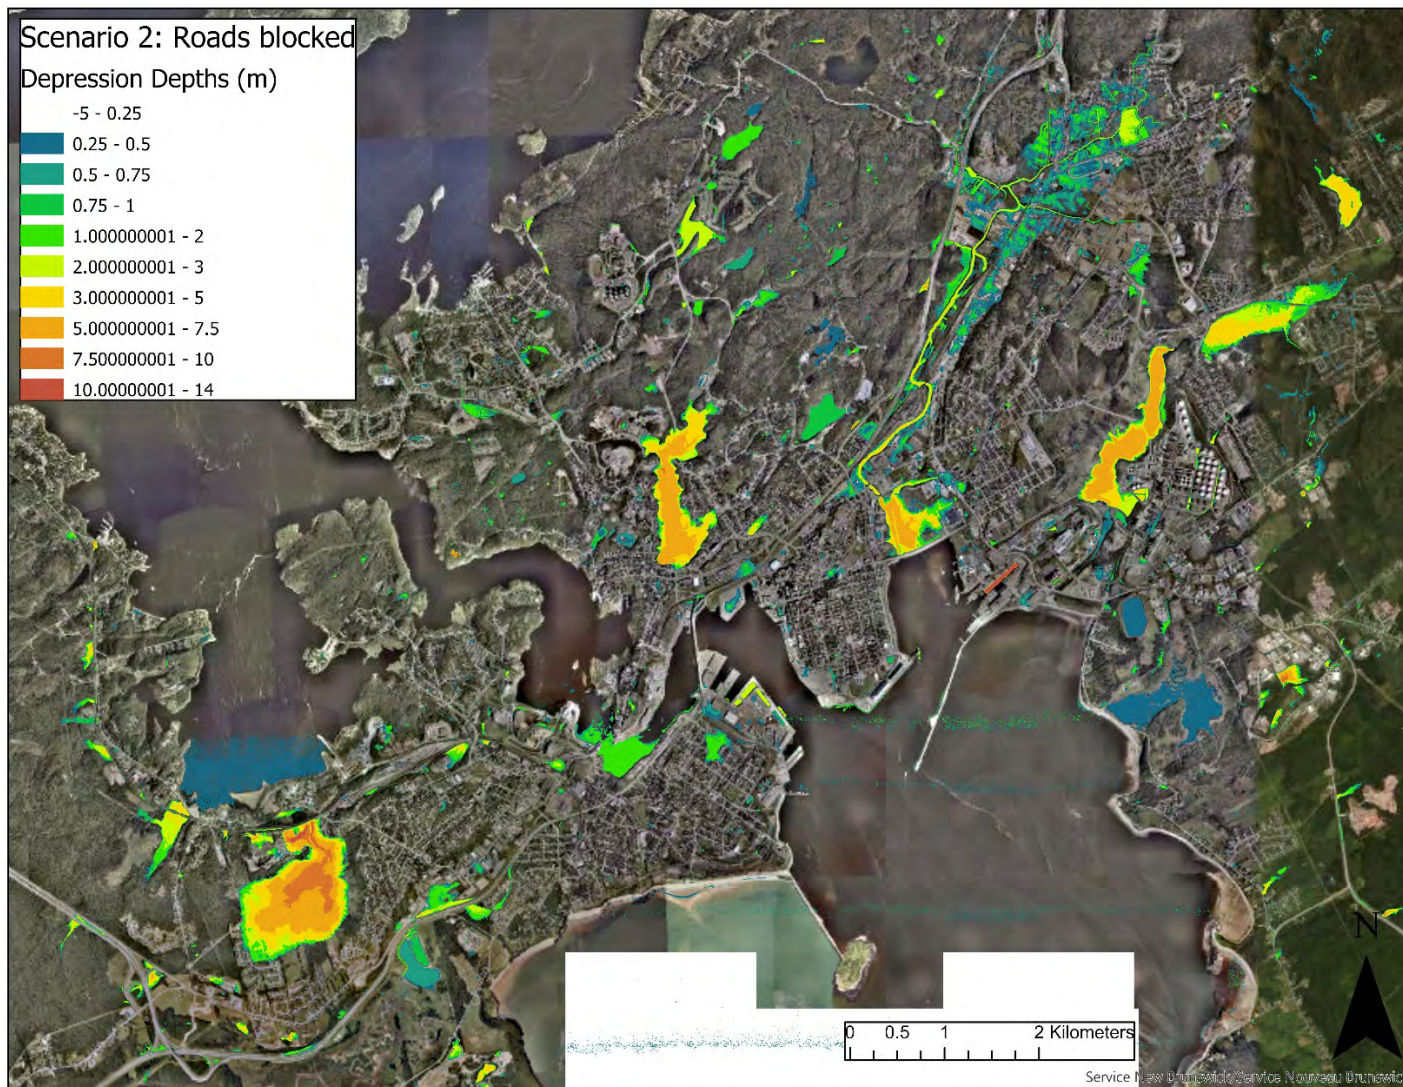 Scenario 2: Roads blocked
Depression Depths (m)
-5 - 0.25
0.25 - 0.5
0.5 - 0.75
0.75 - 1
1.000000001 - 2
2.000000001 - 3
3.000000001 - 5
5.000000001 - 7.5
7.500000001 - 10
10.00000001 - 14
N
0 0.5 1 2 Kilometers
Service New Brunswick/Service Nouveau Brunswic